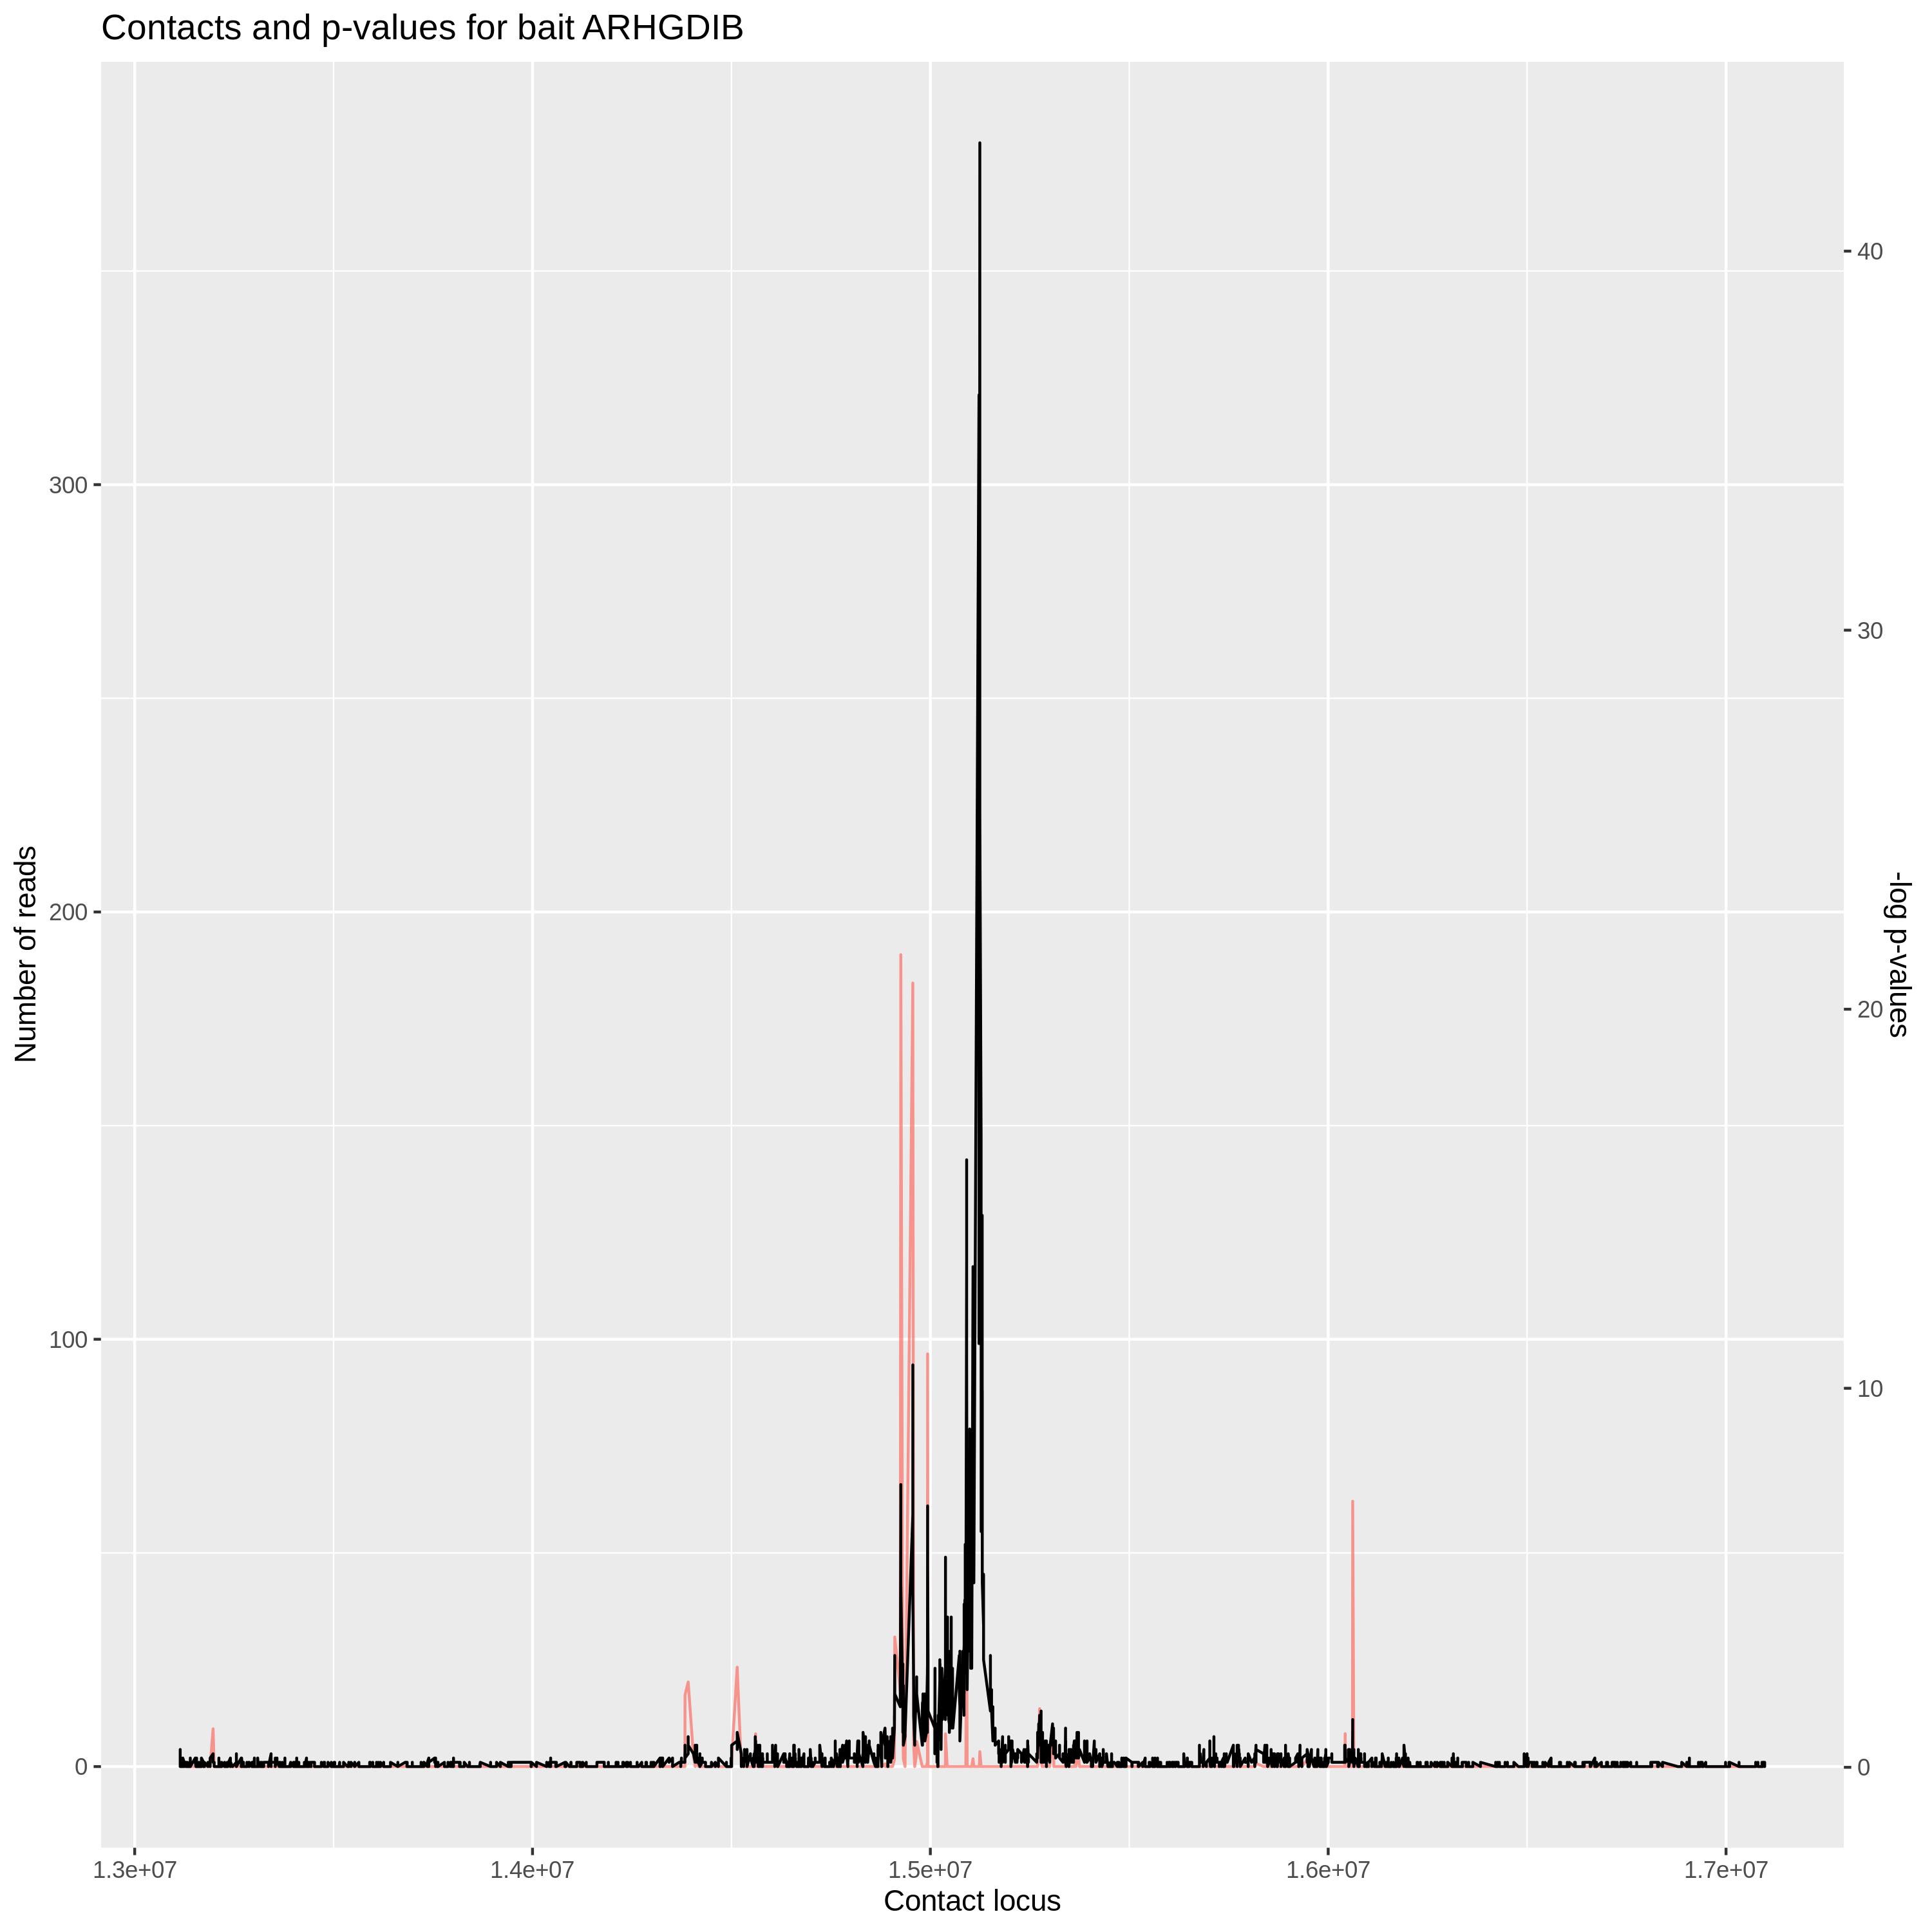 Contacts and p-values for bait ARHGDIB
Number of reads
300
200
100
0
40
30
20
10
0
-log p-values
1.3e+07
1.4e+07
1.5e+07
1.6e+07
1.7e+07
Contact locus